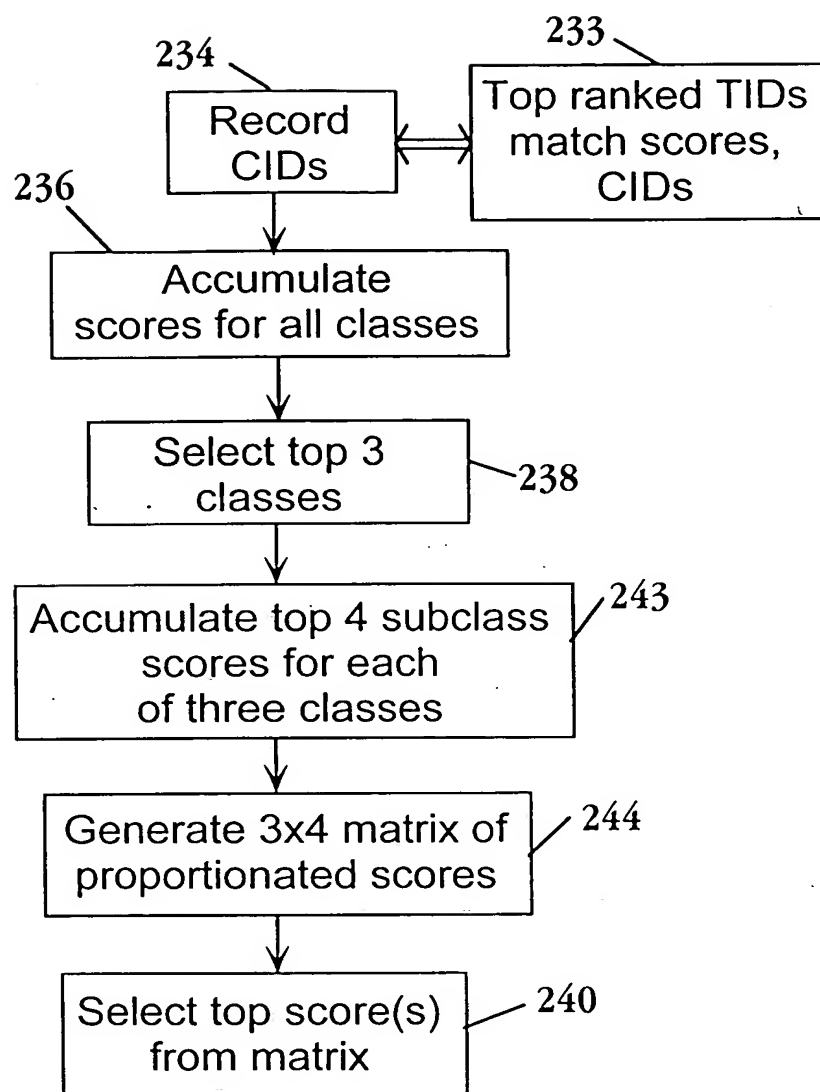 234
Record
CIDs
233
Top ranked TIDs
match scores,
CIDs
236
Accumulate
scores for all classes
Select top 3
classes
238
Accumulate top 4 subclass
scores for each
of three classes
243
Generate 3x4 matrix of
proportionated scores
244
Select top score(s)
from matrix
240